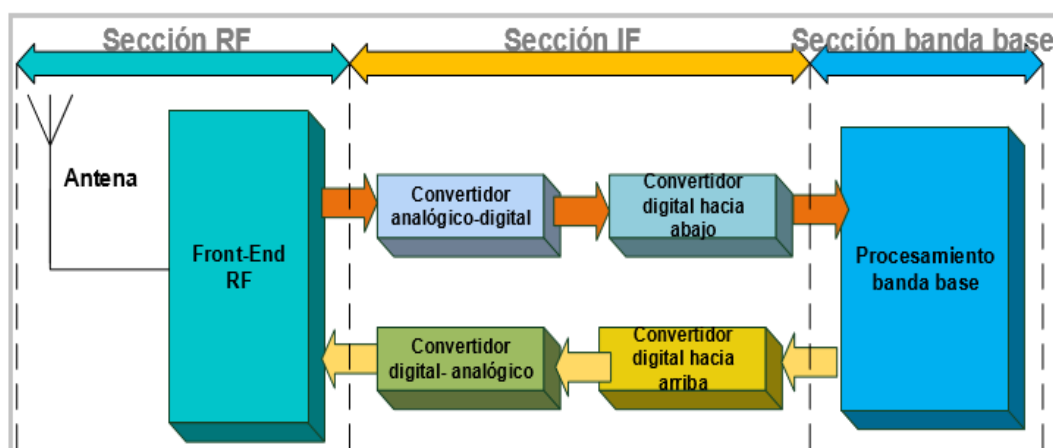 Sección RF
Sección IF
Sección banda base
Antena
Front-End
RF
Convertidor
analógico-digital
Convertidor
digital hacia
abajo
Procesamiento
banda base
Convertidor
digital- analógico
Convertidor
digital hacia
arriba